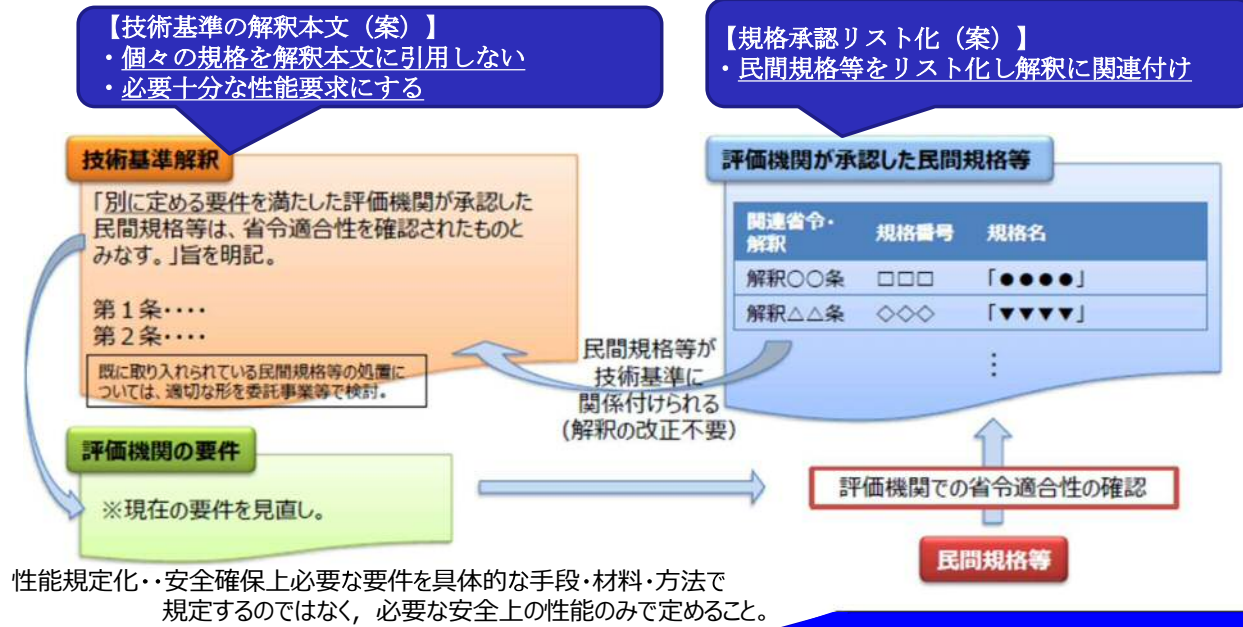 【技術基準の解釈本文（案）】
・個々の規格を解釈本文に引用しない
・必要十分な性能要求にする
【規格承認リスト化（案）】
・民間規格等をリスト化し解釈に関連付け
技術基準解釈
「別に定める要件を満たした評価機関が承認した
民間規格等は、省令適合性を確認されたものと
みなす。」旨を明記。
第１条・・・・
第２条・・・・
既に取り入れられている民間規格等の処置に
ついては、適切な形を委託事業等で検討。
評価機関が承認した民間規格等
関連省令・
解釈 規格番号 規格名
解釈○○条 □□□ 「●●●●」
解釈△△条 ◇◇◇ 「▼▼▼▼」
⋮
民間規格等が
技術基準に
関係付けられる
(解釈の改正不要)
評価機関の要件
※現在の要件を見直し。
評価機関での省令適合性の確認
民間規格等
性能規定化・・安全確保上必要な要件を具体的な手段・材料・方法で
規定するのではなく，必要な安全上の性能のみで定めること。